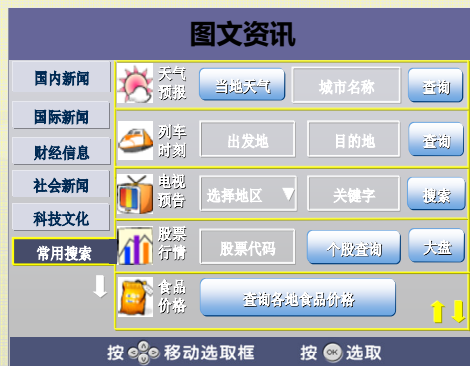 图文资讯
国内新闻
国际新闻
财经信息
社会新闻
科技文化
常用搜索
天气预报 当地天气 城市名称 查询
列车时刻 出发地 目的地 查询
电视预告 选择地区 关键字 搜索
股票行情 股票代码 个股查询 大盘
食品价格 查询各地食品价格
按 移动选取框 按 OK 选取